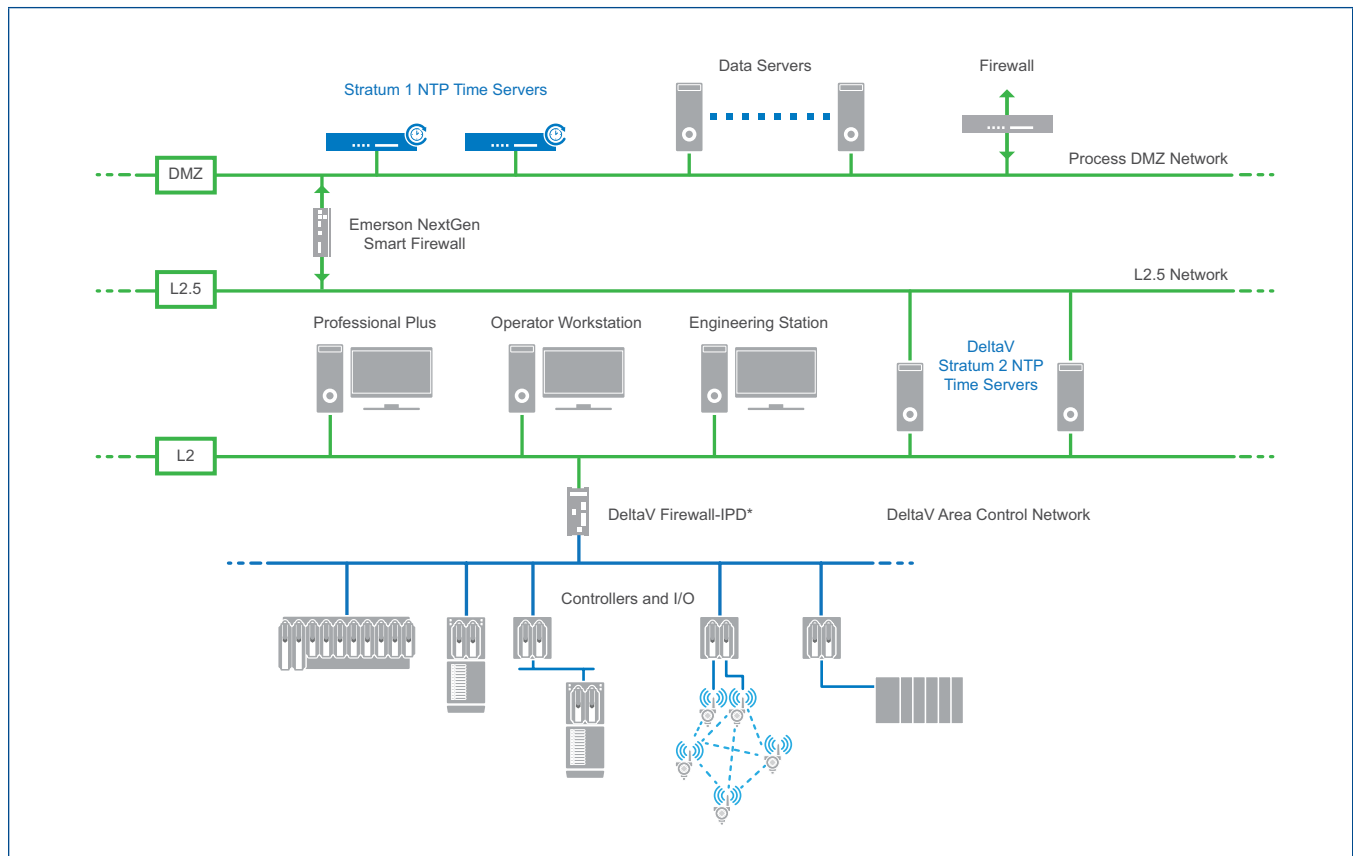 Data Servers
Firewall
Stratum 1 NTP Time Servers
Process DMZ Network
DMZ
Emerson NextGen
Smart Firewall
L2.5 Network
L2.5
Professional Plus
Operator Workstation
Engineering Station
DeltaV
Stratum 2 NTP
Time Servers
L2
DeltaV Firewall-IPD*
DeltaV Area Control Network
Controllers and I/O